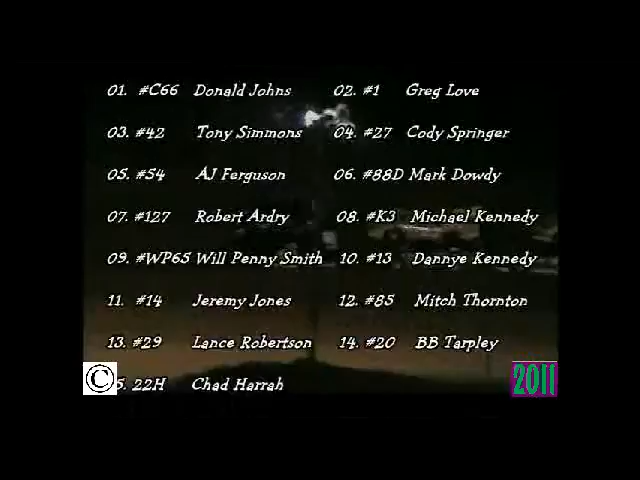 01. #C66 Donald Johns 02. #1 Greg Love
03. #42 Tony Simmons 04. #27 Cody Springer
05. #54 AJ Ferguson 06. #88D Mark Dowdy
07. #127 Robert Ardry 08. #K3 Michael Kennedy
09. #WP65 Will Penny Smith 10. #13 Dannye Kennedy
11. #14 Jeremy Jones 12. #85 Mitch Thornton
13. #29 Lance Robertson 14. #20 BB Tarpley
© 5. 22H Chad Harrah
2011